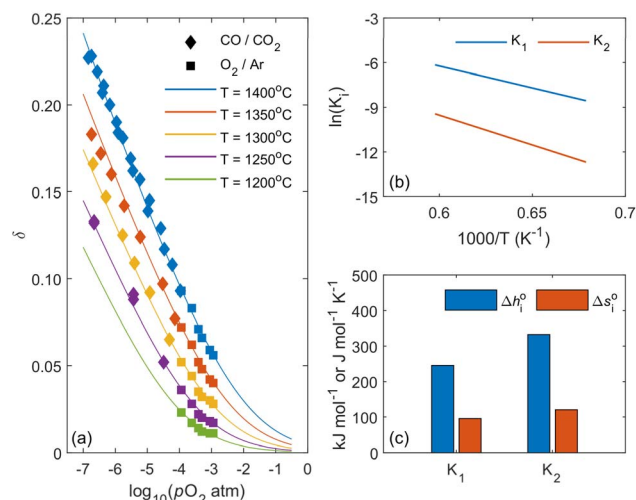 0.25
0.20
0.15
0.10
0.05
0
δ
CO / CO₂
O₂ / Ar
T = 1400°C
T = 1350°C
T = 1300°C
T = 1250°C
T = 1200°C
(a)
-7 -6 -5 -4 -3 -2 -1 0
log₁₀(pO₂ atm)
-3
-6
-9
-12
-15
ln(Kᵢ)
K₁ K₂
(b)
0.6 0.65 0.7
1000/T (K⁻¹)
500
400
300
200
100
0
kJ mol⁻¹ or J mol⁻¹ K⁻¹
Δhᵢᵒ Δsᵢᵒ
(c)
K₁ K₂